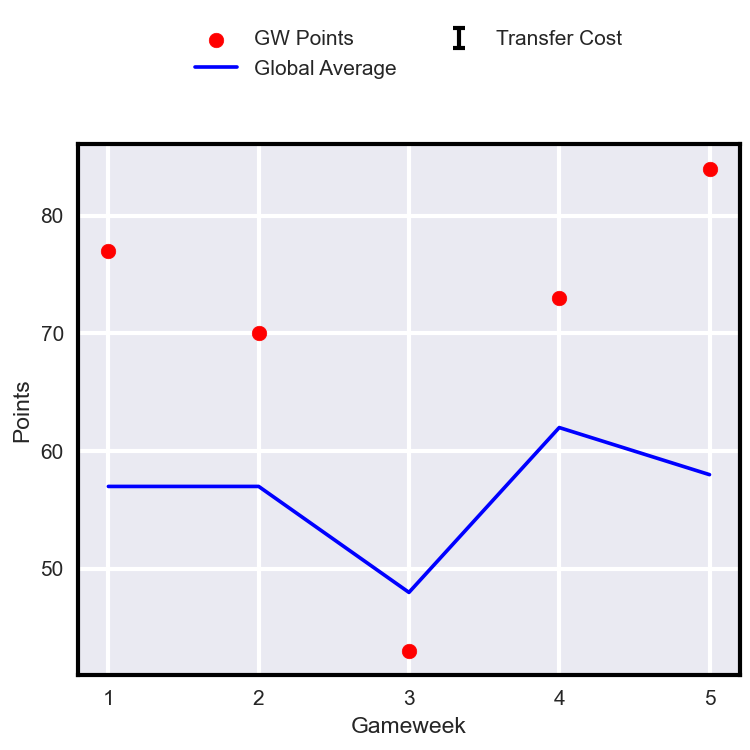 GW Points
Global Average
Transfer Cost
80
70
60
50
Points
1 2 3 4 5
Gameweek